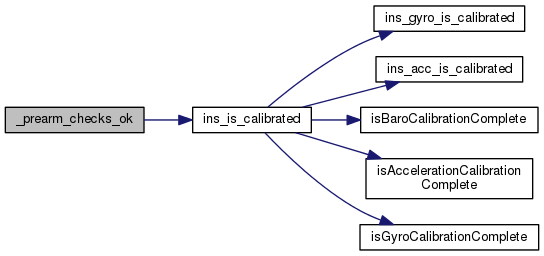 _prearm_checks_ok
ins_is_calibrated
ins_gyro_is_calibrated
ins_acc_is_calibrated
isBaroCalibrationComplete
isAccelerationCalibration
Complete
isGyroCalibrationComplete